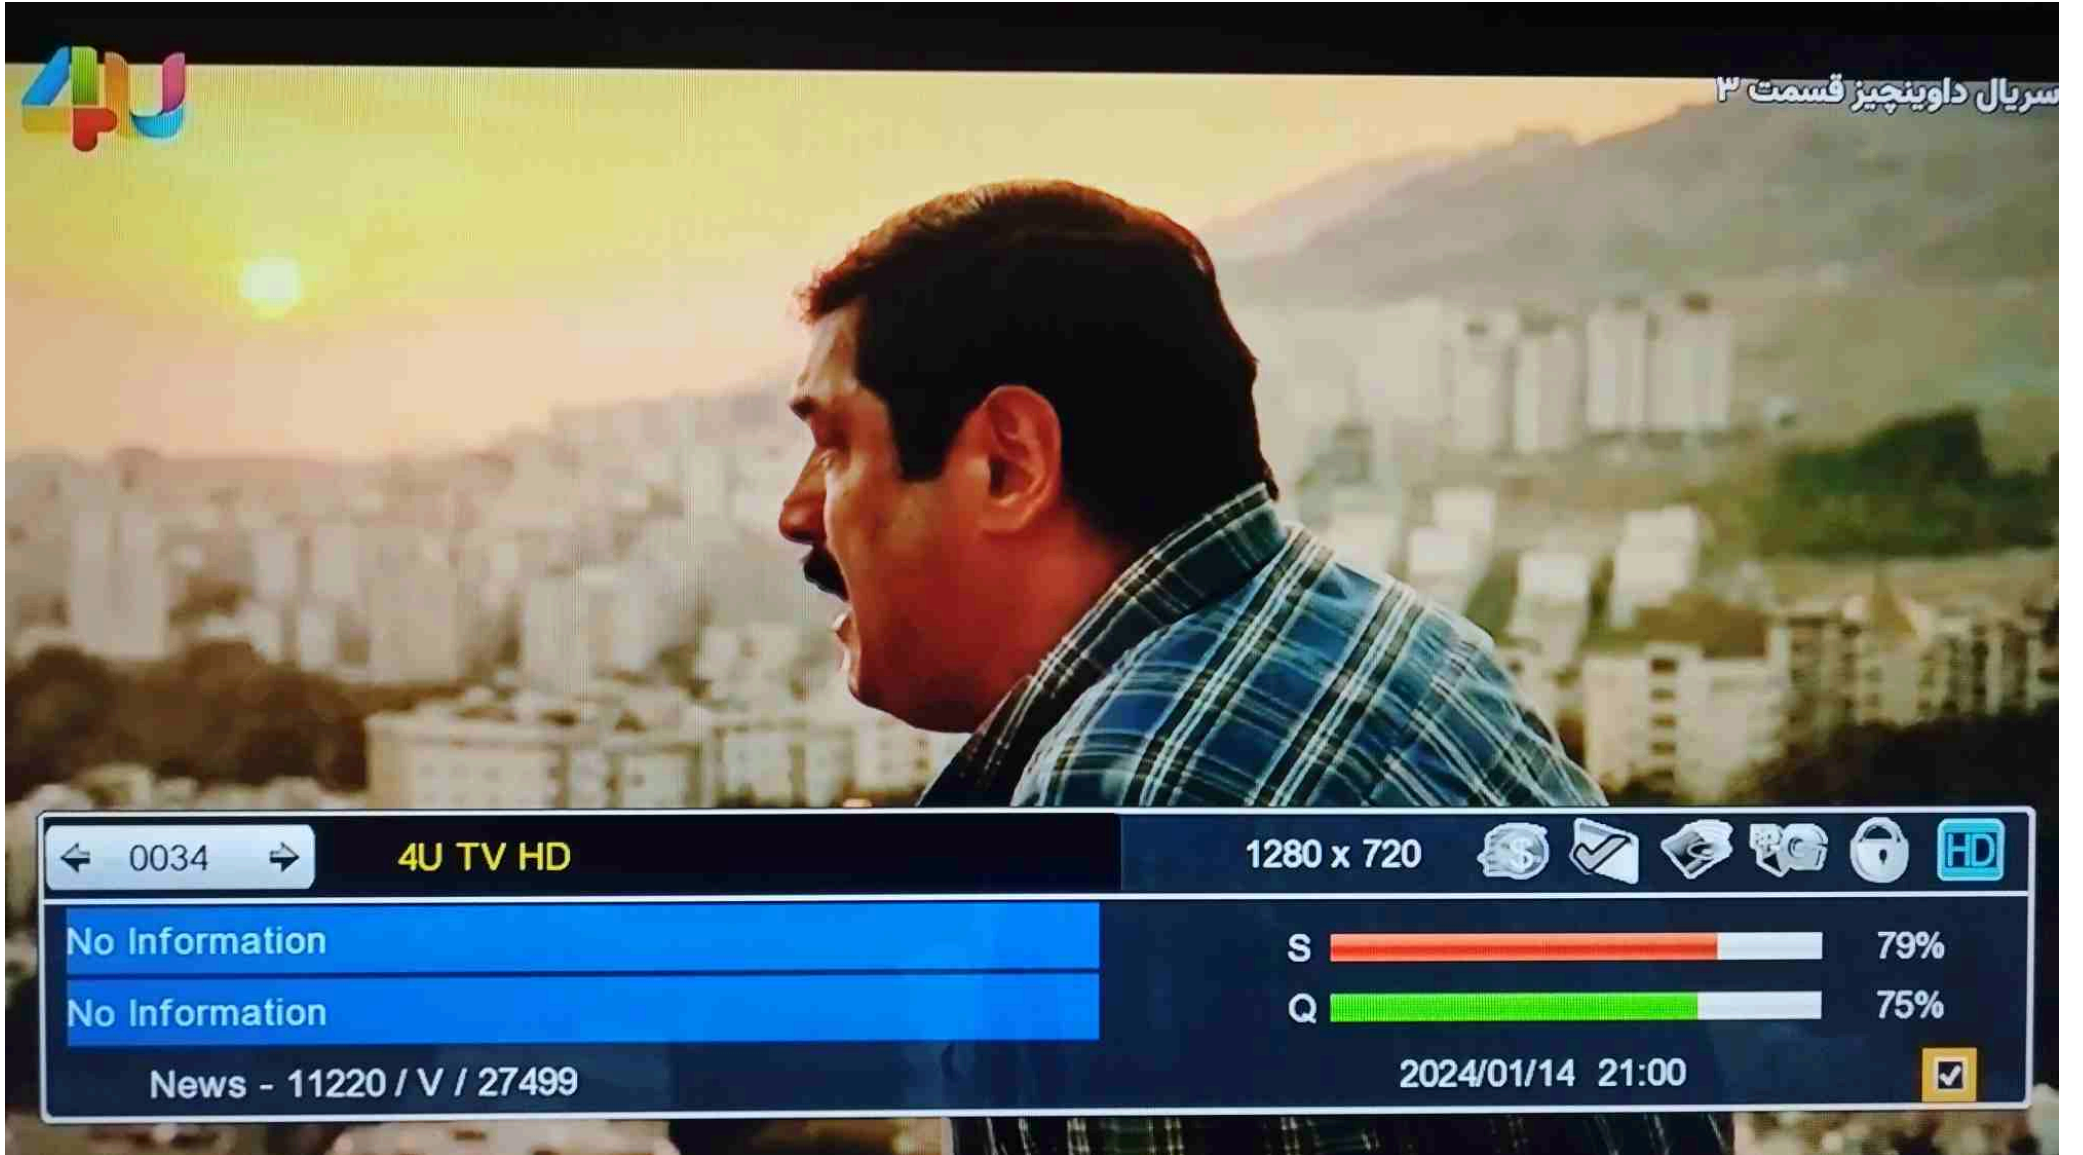 4U
سریال داوینچیز قسمت ۳
0034 4U TV HD 1280 x 720 HD
No Information
S 79%
No Information
Q 75%
News - 11220 / V / 27499 2024/01/14 21:00